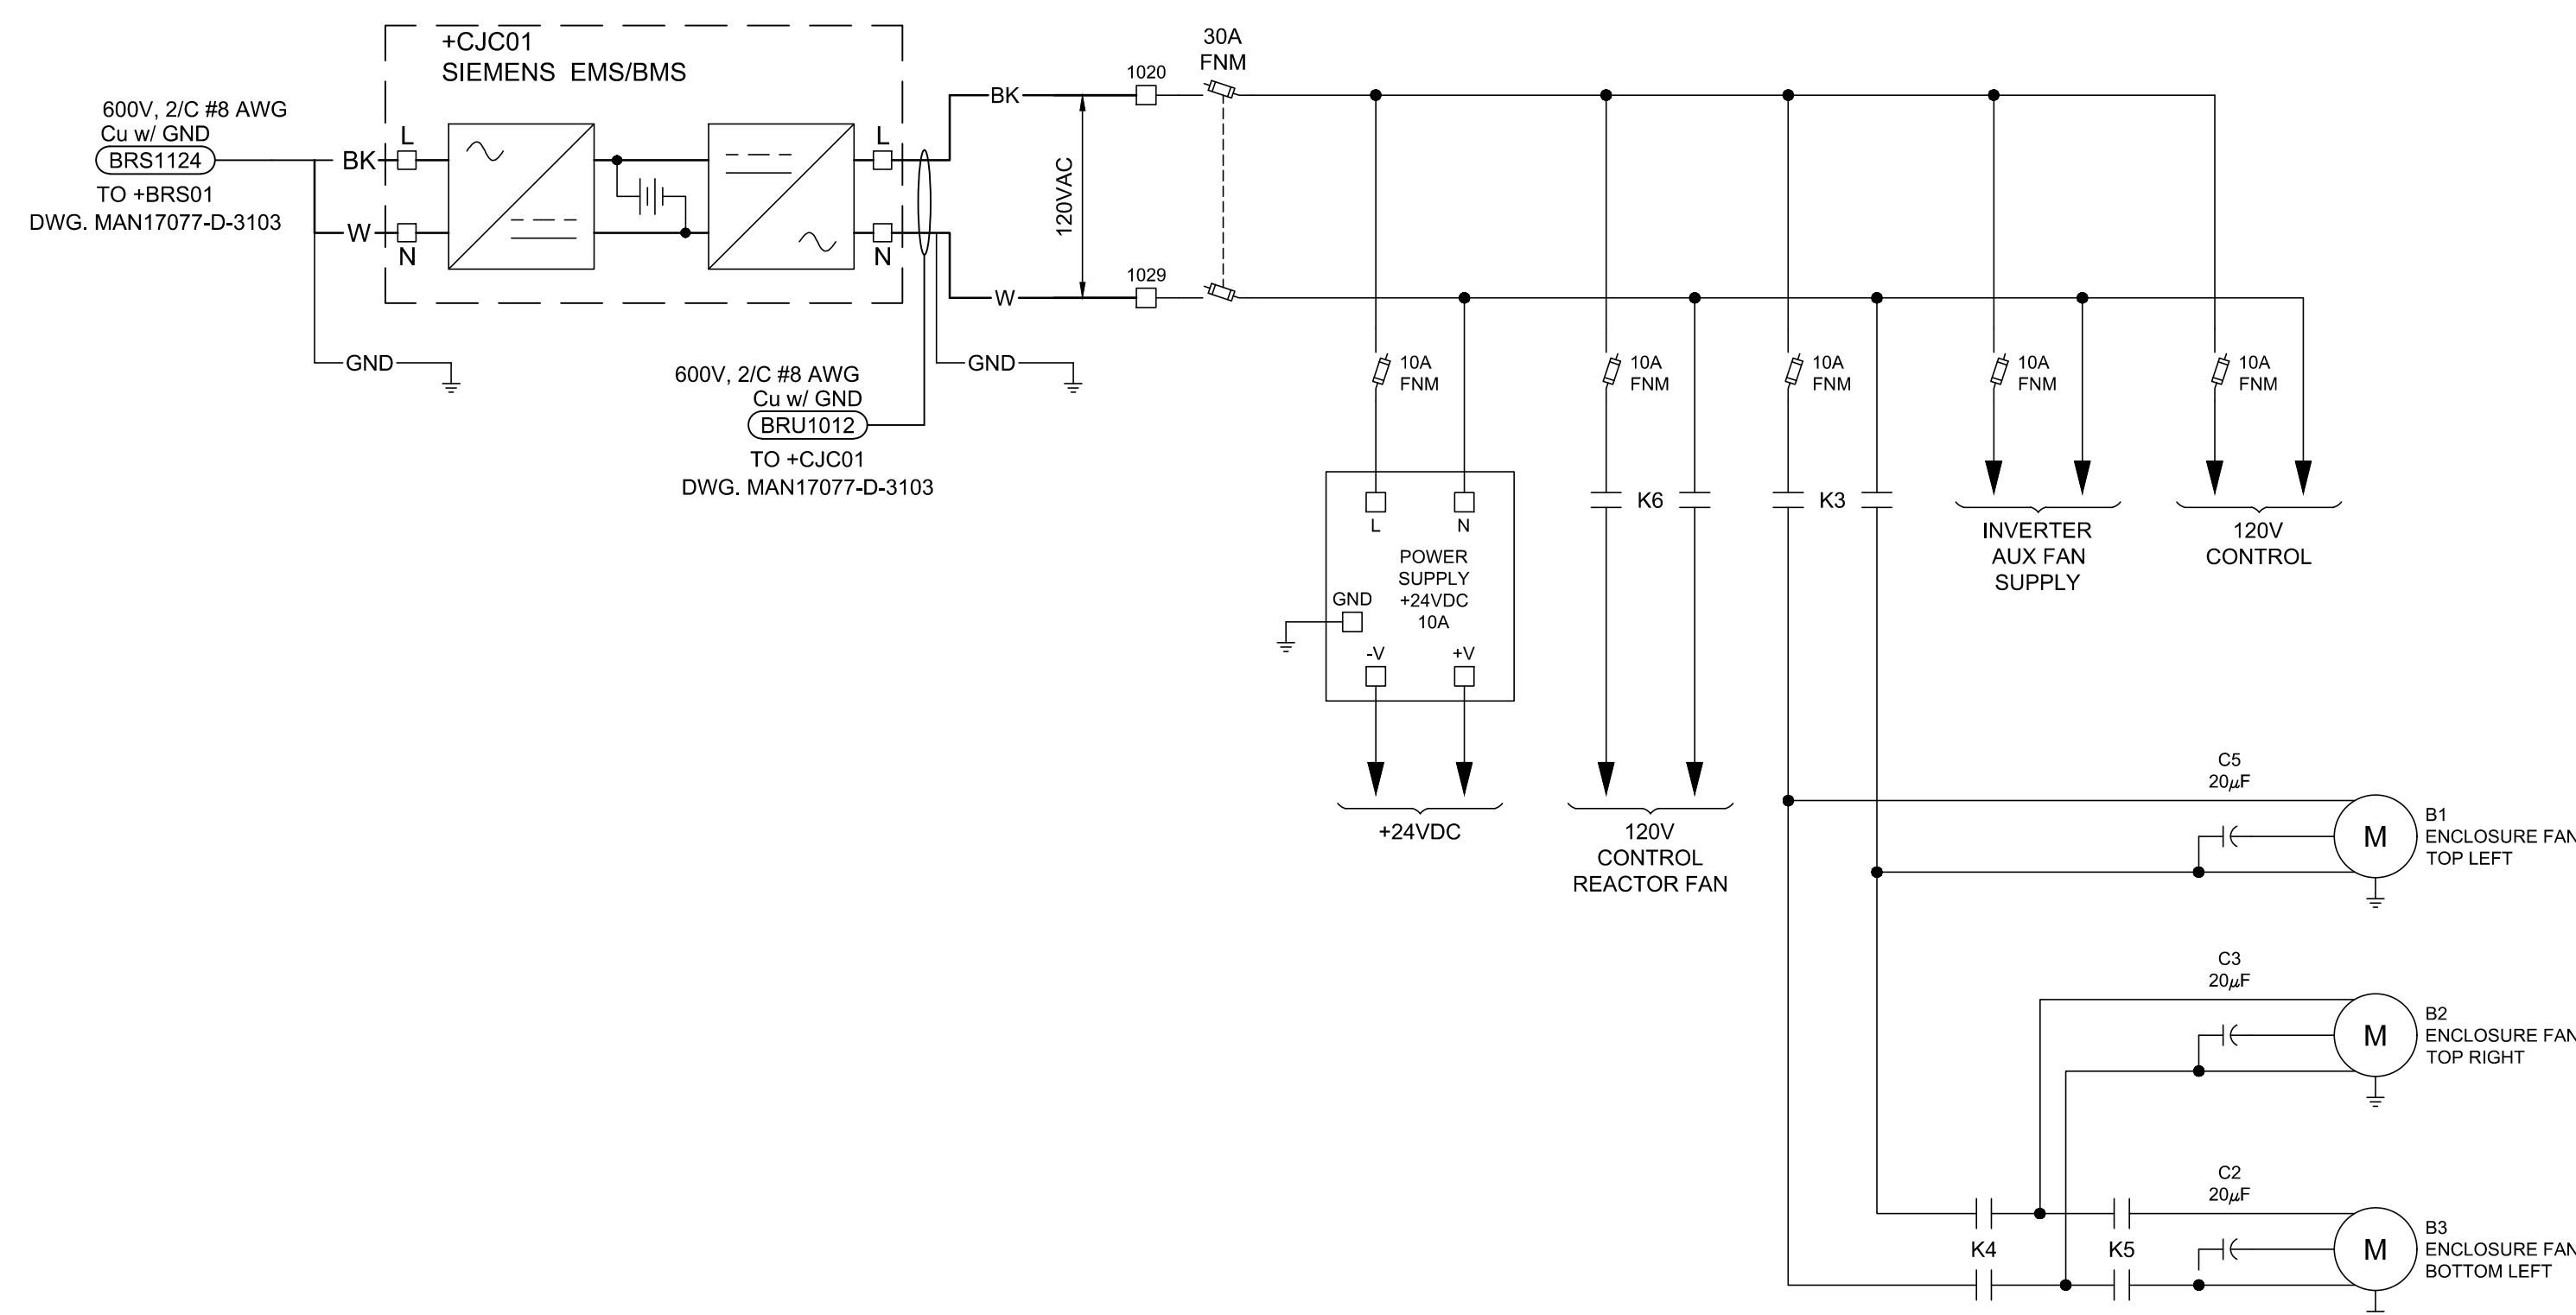 +CJC01
SIEMENS EMS/BMS
600V, 2/C #8 AWG
Cu w/ GND
BRS1124
TO +BRS01
DWG. MAN17077-D-3103
BK
L
W
N
GND
L
N
600V, 2/C #8 AWG
Cu w/ GND
BRU1012
TO +CJC01
DWG. MAN17077-D-3103
BK
W
GND
120VAC
1020
1029
30A
FNM
10A
FNM
10A
FNM
10A
FNM
10A
FNM
10A
FNM
L
N
POWER
SUPPLY
+24VDC
10A
GND
-V
+V
+24VDC
K6
120V
CONTROL
REACTOR FAN
K3
INVERTER
AUX FAN
SUPPLY
120V
CONTROL
C5
20µF
M
B1
ENCLOSURE FAN
TOP LEFT
C3
20µF
M
B2
ENCLOSURE FAN
TOP RIGHT
C2
20µF
K4
K5
M
B3
ENCLOSURE FAN
BOTTOM LEFT